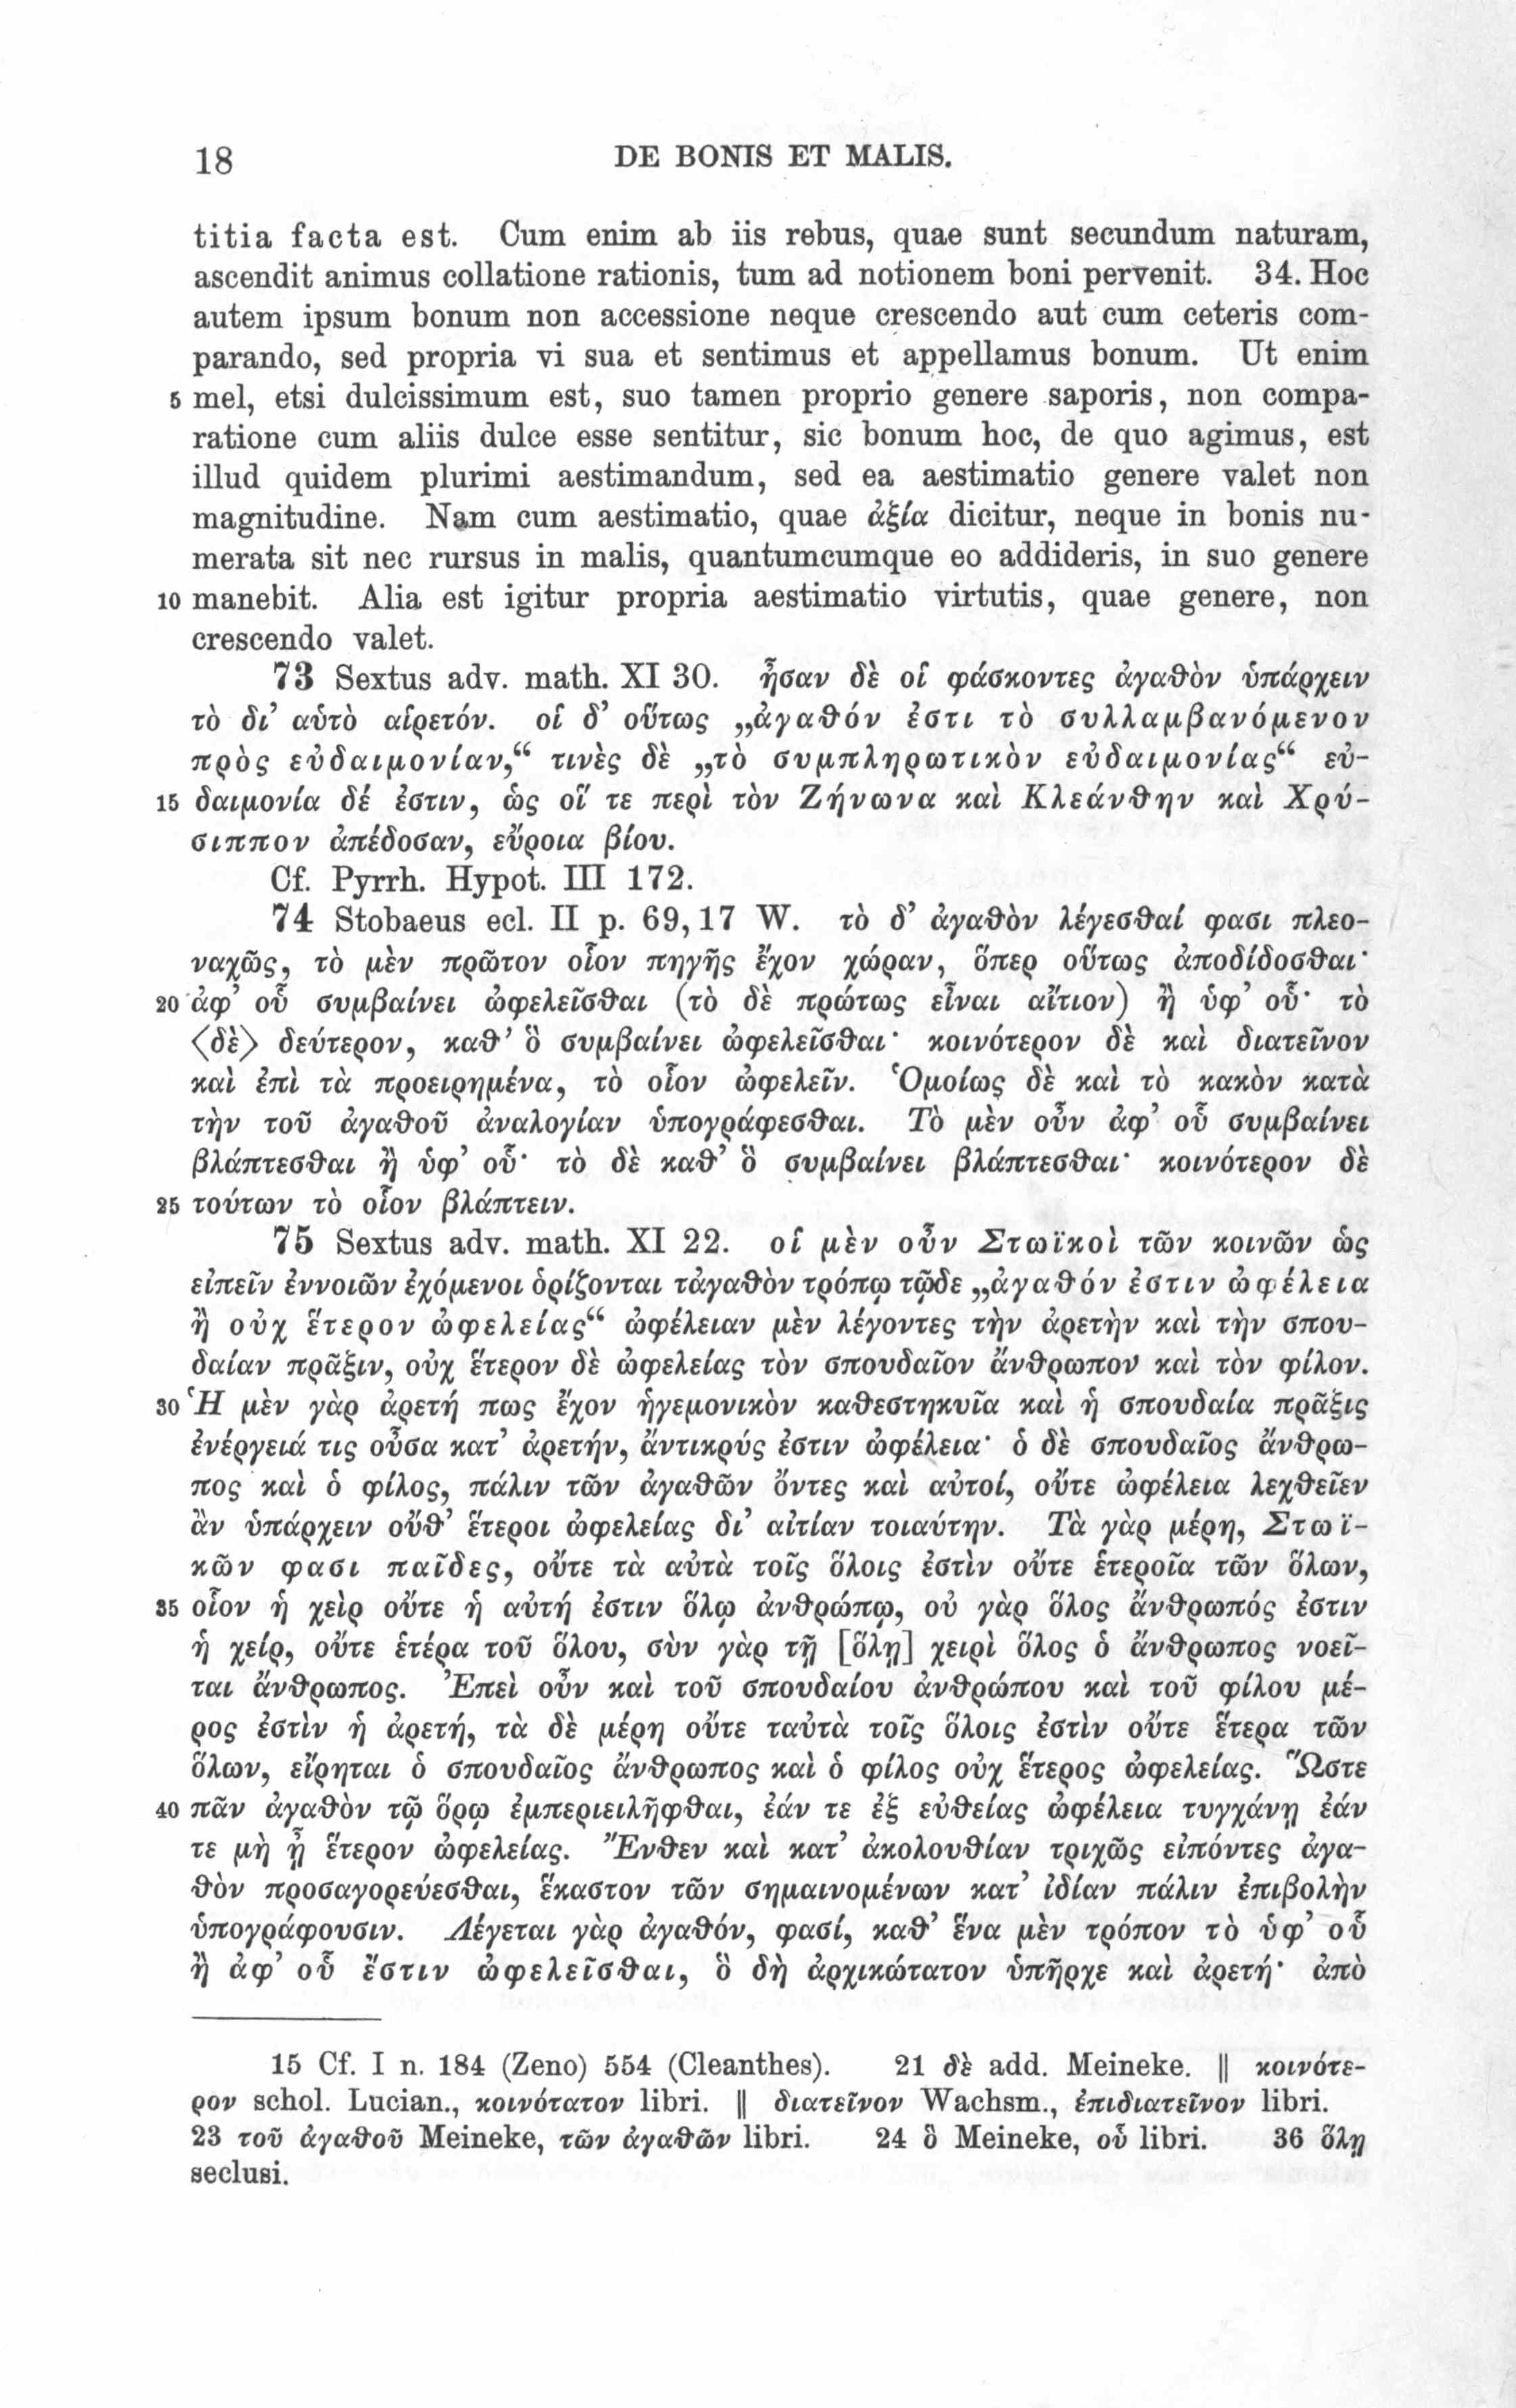 18 DE BONIS ET MALIS.
titia facta est. Cum enim ab iis rebus, quae sunt secundum naturam,
ascendit animus collatione rationis, tum ad notionem boni pervenit. 34. Hoc
autem ipsum bonum non accessione neque crescendo aut cum ceteris com-
parando, sed propria vi sua et sentimus et appellamus bonum. Ut enim
5 mel, etsi dulcissimum est, suo tamen proprio genere saporis, non compa-
ratione cum aliis dulce esse sentitur, sic bonum hoc, de quo agimus, est
illud quidem plurimi aestimandum, sed ea aestimatio genere valet non
magnitudine. Nam cum aestimatio, quae ἀξία dicitur, neque in bonis nu-
merata sit nec rursus in malis, quantumcumque eo addideris, in suo genere
10 manebit. Alia est igitur propria aestimatio virtutis, quae genere, non
crescendo valet.
73 Sextus adv. math. XI 30. ἦσαν δὲ οἱ φάσκοντες ἀγαθὸν ὑπάρχειν
τὸ δι’ αὑτὸ αἱρετόν. οἱ δ’ οὕτως „ἀγαθόν ἐστι τὸ συλλαμβανόμενον
πρὸς εὐδαιμονίαν,“ τινὲς δὲ „τὸ συμπληρωτικὸν εὐδαιμονίας“ εὐ-
15 δαιμονία δέ ἐστιν, ὡς οἵ τε περὶ τὸν Ζήνωνα καὶ Κλεάνθην καὶ Χρύ-
σιππον ἀπέδοσαν, εὔροια βίου.
Cf. Pyrrh. Hypot. III 172.
74 Stobaeus ecl. II p. 69,17 W. τὸ δ’ ἀγαθὸν λέγεσθαί φασι πλεο-
ναχῶς, τὸ μὲν πρῶτον οἷον πηγῆς ἔχον χώραν, ὅπερ οὕτως ἀποδίδοσθαι·
20 ἀφ’ οὗ συμβαίνει ὠφελεῖσθαι (τὸ δὲ πρώτως εἶναι αἴτιον) ἢ ὑφ’ οὗ· τὸ
⟨δὲ⟩ δεύτερον, καθ’ ὃ συμβαίνει ὠφελεῖσθαι· κοινότερον δὲ καὶ διατεῖνον
καὶ ἐπὶ τὰ προειρημένα, τὸ οἷον ὠφελεῖν. Ὁμοίως δὲ καὶ τὸ κακὸν κατὰ
τὴν τοῦ ἀγαθοῦ ἀναλογίαν ὑπογράφεσθαι. Τὸ μὲν οὖν ἀφ’ οὗ συμβαίνει
βλάπτεσθαι ἢ ὑφ’ οὗ· τὸ δὲ καθ’ ὃ συμβαίνει βλάπτεσθαι· κοινότερον δὲ
25 τούτων τὸ οἷον βλάπτειν.
75 Sextus adv. math. XI 22. οἱ μὲν οὖν Στωϊκοὶ τῶν κοινῶν ὡς
εἰπεῖν ἐννοιῶν ἐχόμενοι ὁρίζονται τἀγαθὸν τρόπῳ τῷδε „ἀγαθόν ἐστιν ὠφέλεια
ἢ οὐχ ἕτερον ὠφελείας“ ὠφέλειαν μὲν λέγοντες τὴν ἀρετὴν καὶ τὴν σπου-
δαίαν πρᾶξιν, οὐχ ἕτερον δὲ ὠφελείας τὸν σπουδαῖον ἄνθρωπον καὶ τὸν φίλον.
30 Ἡ μὲν γὰρ ἀρετή πως ἔχον ἡγεμονικὸν καθεστηκυῖα καὶ ἡ σπουδαία πρᾶξις
ἐνέργειά τις οὖσα κατ’ ἀρετήν, ἄντικρύς ἐστιν ὠφέλεια· ὁ δὲ σπουδαῖος ἄνθρω-
πος καὶ ὁ φίλος, πάλιν τῶν ἀγαθῶν ὄντες καὶ αὐτοί, οὔτε ὠφέλεια λεχθεῖεν
ἂν ὑπάρχειν οὔθ’ ἕτεροι ὠφελείας δι’ αἰτίαν τοιαύτην. Τὰ γὰρ μέρη, Στωϊ-
κῶν φασι παῖδες, οὔτε τὰ αὐτὰ τοῖς ὅλοις ἐστὶν οὔτε ἑτεροῖα τῶν ὅλων,
35 οἷον ἡ χεὶρ οὔτε ἡ αὐτή ἐστιν ὅλῳ ἀνθρώπῳ, οὐ γὰρ ὅλος ἄνθρωπός ἐστιν
ἡ χείρ, οὔτε ἑτέρα τοῦ ὅλου, σὺν γὰρ τῇ [ὅλῃ] χειρὶ ὅλος ὁ ἄνθρωπος νοεῖ-
ται ἄνθρωπος. Ἐπεὶ οὖν καὶ τοῦ σπουδαίου ἀνθρώπου καὶ τοῦ φίλου μέ-
ρος ἐστὶν ἡ ἀρετή, τὰ δὲ μέρη οὔτε ταὐτὰ τοῖς ὅλοις ἐστὶν οὔτε ἕτερα τῶν
ὅλων, εἴρηται ὁ σπουδαῖος ἄνθρωπος καὶ ὁ φίλος οὐχ ἕτερος ὠφελείας. Ὥστε
40 πᾶν ἀγαθὸν τῷ ὅρῳ ἐμπεριειλῆφθαι, ἐάν τε ἐξ εὐθείας ὠφέλεια τυγχάνῃ ἐάν
τε μὴ ᾖ ἕτερον ὠφελείας. Ἔνθεν καὶ κατ’ ἀκολουθίαν τριχῶς εἰπόντες ἀγα-
θὸν προσαγορεύεσθαι, ἕκαστον τῶν σημαινομένων κατ’ ἰδίαν πάλιν ἐπιβολὴν
ὑπογράφουσιν. Λέγεται γὰρ ἀγαθόν, φασί, καθ’ ἕνα μὲν τρόπον τὸ ὑφ’ οὗ
ἢ ἀφ’ οὗ ἔστιν ὠφελεῖσθαι, ὃ δὴ ἀρχικώτατον ὑπῆρχε καὶ ἀρετή· ἀπὸ
15 Cf. I n. 184 (Zeno) 554 (Cleanthes). 21 δὲ add. Meineke. || κοινότε-
ρον schol. Lucian., κοινότατον libri. || διατεῖνον Wachsm., ἐπιδιατεῖνον libri.
23 τοῦ ἀγαθοῦ Meineke, τῶν ἀγαθῶν libri. 24 ὃ Meineke, οὗ libri. 36 ὅλῃ
seclusi.